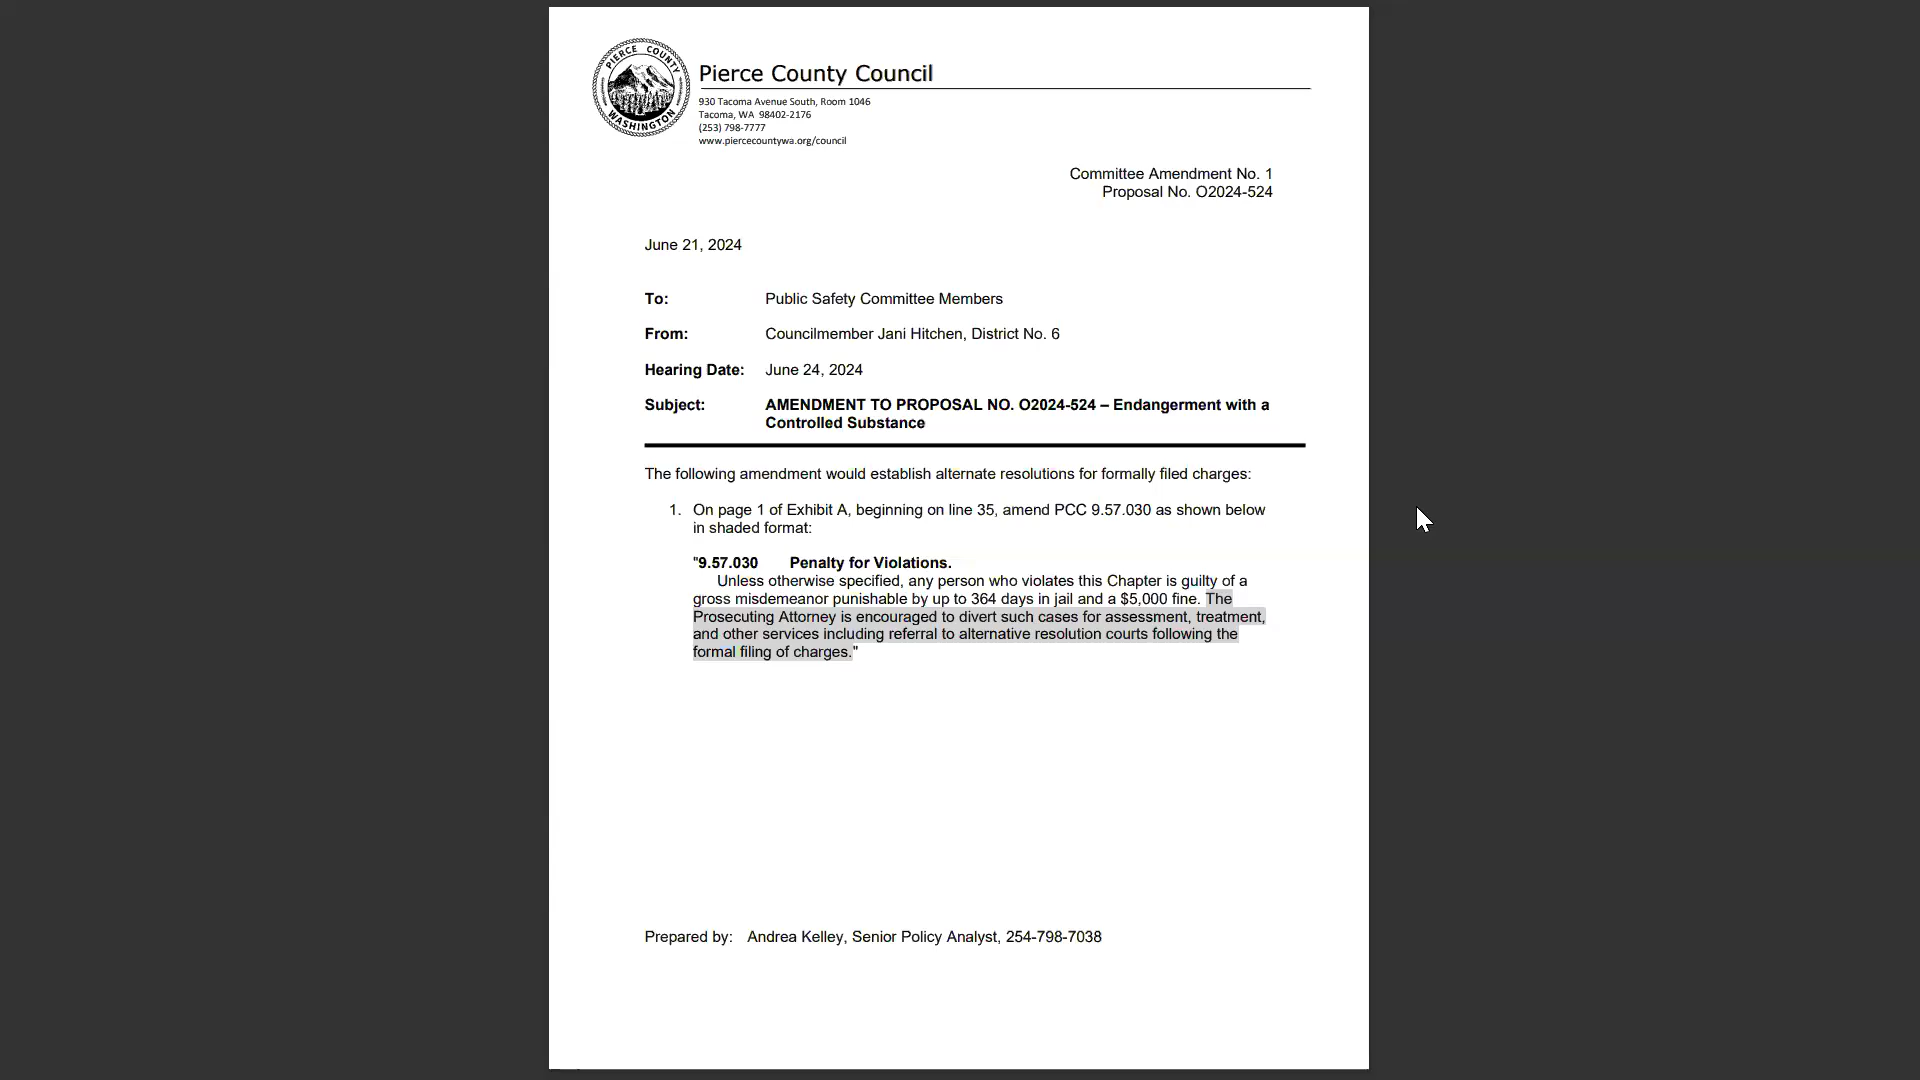 PIERCE COUNTY
WASHINGTON
Pierce County Council
930 Tacoma Avenue South, Room 1046
Tacoma, WA 98402-2176
(253) 798-7777
www.piercecountywa.org/council
Committee Amendment No. 1
Proposal No. O2024-524
June 21, 2024
To: Public Safety Committee Members
From: Councilmember Jani Hitchen, District No. 6
Hearing Date: June 24, 2024
Subject: AMENDMENT TO PROPOSAL NO. O2024-524 – Endangerment with a
Controlled Substance
The following amendment would establish alternate resolutions for formally filed charges:
1. On page 1 of Exhibit A, beginning on line 35, amend PCC 9.57.030 as shown below
in shaded format:
"9.57.030 Penalty for Violations.
Unless otherwise specified, any person who violates this Chapter is guilty of a
gross misdemeanor punishable by up to 364 days in jail and a $5,000 fine. The
Prosecuting Attorney is encouraged to divert such cases for assessment, treatment,
and other services including referral to alternative resolution courts following the
formal filing of charges."
Prepared by: Andrea Kelley, Senior Policy Analyst, 254-798-7038